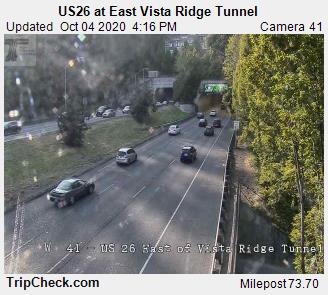 US26 at East Vista Ridge Tunnel
Updated Oct 04 2020 4:16 PM Camera 41
W 41 - US 26 East of Vista Ridge Tunnel
TripCheck.com Milepost 73.70